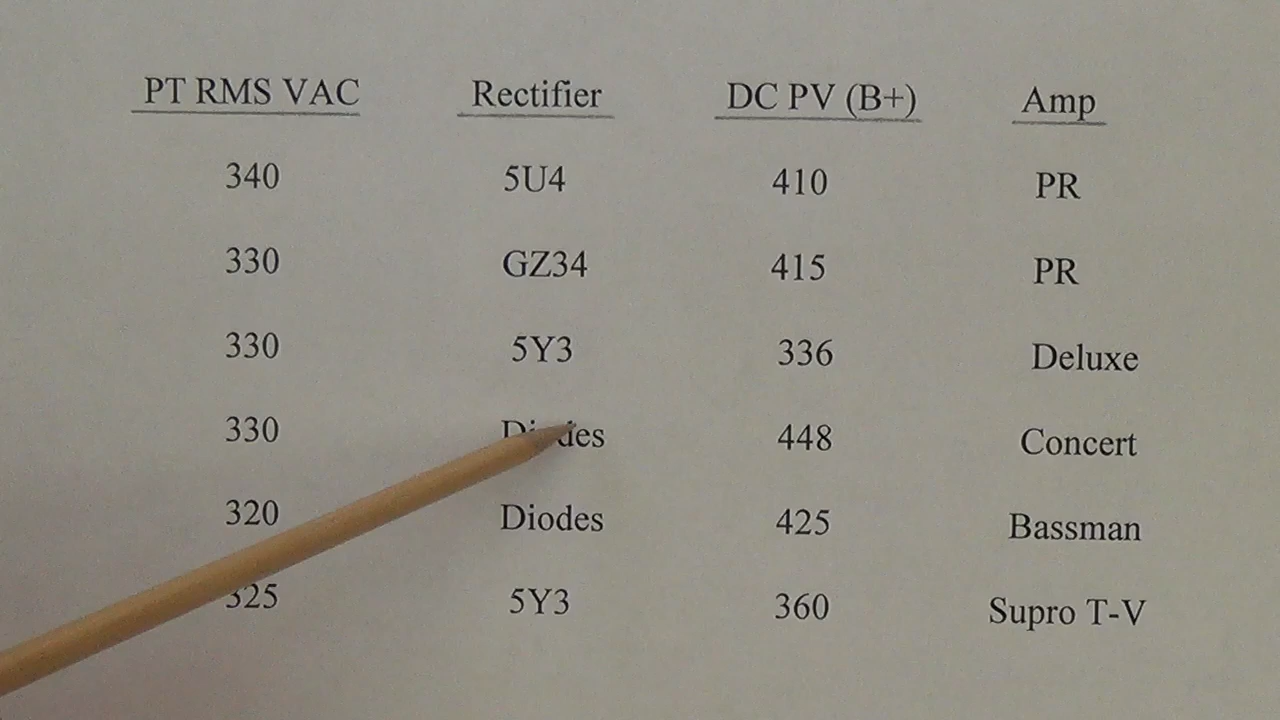 PT RMS VAC Rectifier DC PV (B+) Amp
340 5U4 410 PR
330 GZ34 415 PR
330 5Y3 336 Deluxe
330 Diodes 448 Concert
320 Diodes 425 Bassman
325 5Y3 360 Supro T-V